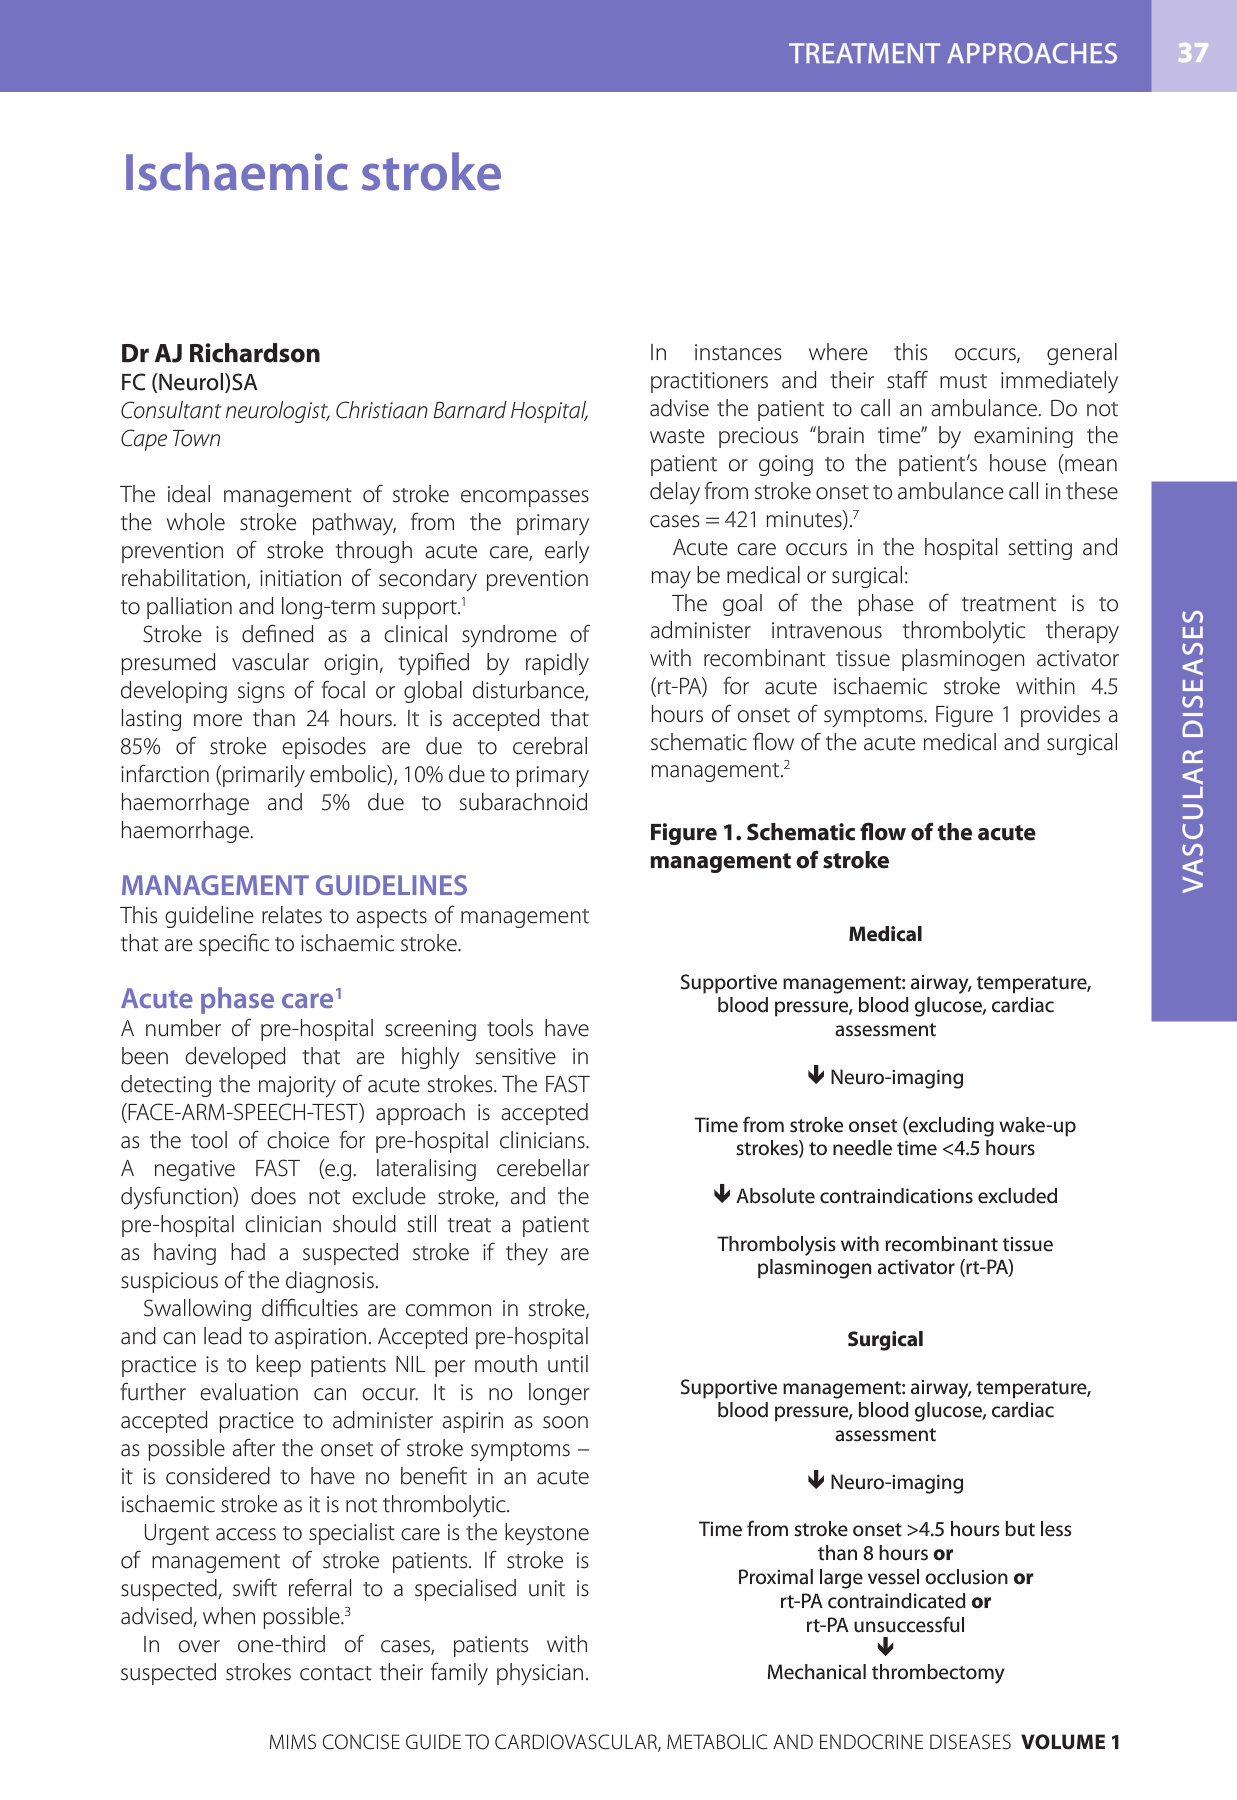 TREATMENT APPROACHES 37
Ischaemic stroke
Dr AJ Richardson
FC (Neurol)SA
Consultant neurologist, Christiaan Barnard Hospital,
Cape Town
The ideal management of stroke encompasses
the whole stroke pathway, from the primary
prevention of stroke through acute care, early
rehabilitation, initiation of secondary prevention
to palliation and long-term support.1
Stroke is defined as a clinical syndrome of
presumed vascular origin, typified by rapidly
developing signs of focal or global disturbance,
lasting more than 24 hours. It is accepted that
85% of stroke episodes are due to cerebral
infarction (primarily embolic), 10% due to primary
haemorrhage and 5% due to subarachnoid
haemorrhage.
MANAGEMENT GUIDELINES
This guideline relates to aspects of management
that are specific to ischaemic stroke.
Acute phase care1
A number of pre-hospital screening tools have
been developed that are highly sensitive in
detecting the majority of acute strokes. The FAST
(FACE-ARM-SPEECH-TEST) approach is accepted
as the tool of choice for pre-hospital clinicians.
A negative FAST (e.g. lateralising cerebellar
dysfunction) does not exclude stroke, and the
pre-hospital clinician should still treat a patient
as having had a suspected stroke if they are
suspicious of the diagnosis.
Swallowing difficulties are common in stroke,
and can lead to aspiration. Accepted pre-hospital
practice is to keep patients NIL per mouth until
further evaluation can occur. It is no longer
accepted practice to administer aspirin as soon
as possible after the onset of stroke symptoms –
it is considered to have no benefit in an acute
ischaemic stroke as it is not thrombolytic.
Urgent access to specialist care is the keystone
of management of stroke patients. If stroke is
suspected, swift referral to a specialised unit is
advised, when possible.3
In over one-third of cases, patients with
suspected strokes contact their family physician.
In instances where this occurs, general
practitioners and their staff must immediately
advise the patient to call an ambulance. Do not
waste precious “brain time” by examining the
patient or going to the patient’s house (mean
delay from stroke onset to ambulance call in these
cases = 421 minutes).7
Acute care occurs in the hospital setting and
may be medical or surgical:
The goal of the phase of treatment is to
administer intravenous thrombolytic therapy
with recombinant tissue plasminogen activator
(rt-PA) for acute ischaemic stroke within 4.5
hours of onset of symptoms. Figure 1 provides a
schematic flow of the acute medical and surgical
management.2
Figure 1. Schematic flow of the acute
management of stroke
Medical
Supportive management: airway, temperature,
blood pressure, blood glucose, cardiac
assessment
🡻 Neuro-imaging
Time from stroke onset (excluding wake-up
strokes) to needle time <4.5 hours
🡻 Absolute contraindications excluded
Thrombolysis with recombinant tissue
plasminogen activator (rt-PA)
Surgical
Supportive management: airway, temperature,
blood pressure, blood glucose, cardiac
assessment
🡻 Neuro-imaging
Time from stroke onset >4.5 hours but less
than 8 hours or
Proximal large vessel occlusion or
rt-PA contraindicated or
rt-PA unsuccessful
🡻
Mechanical thrombectomy
VASCULAR DISEASES
MIMS CONCISE GUIDE TO CARDIOVASCULAR, METABOLIC AND ENDOCRINE DISEASES VOLUME 1